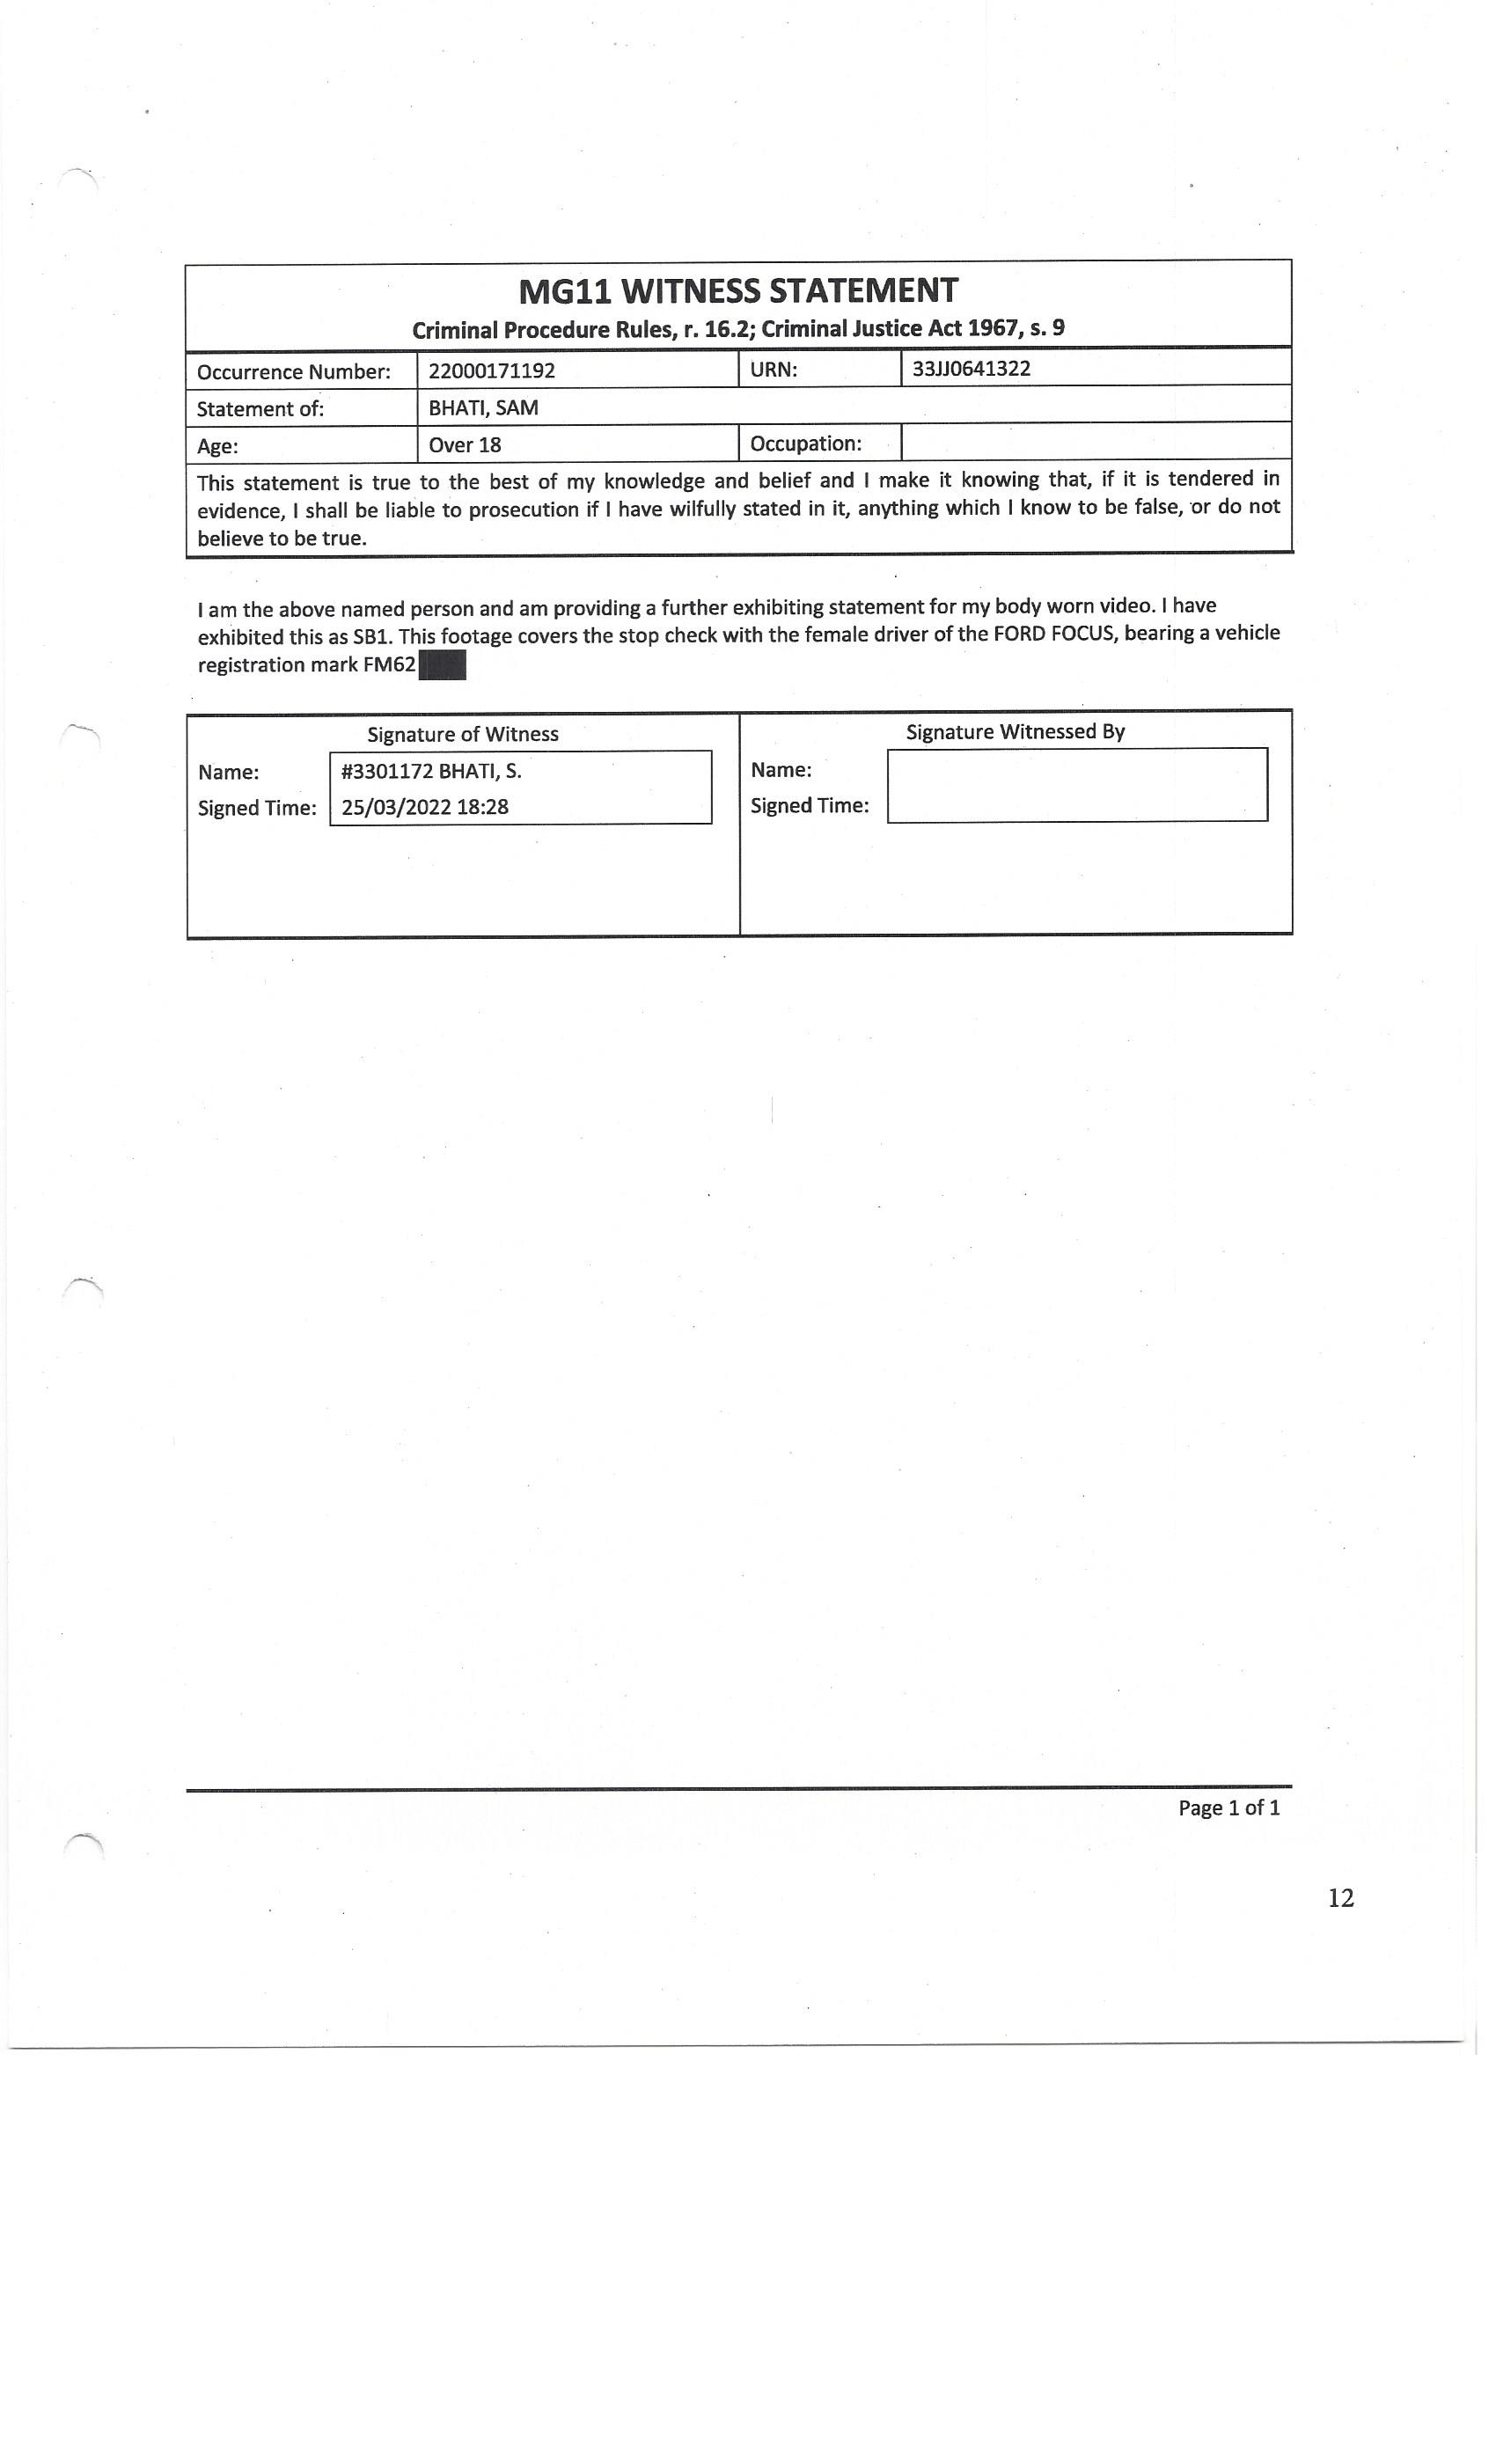 MG11 WITNESS STATEMENT
Criminal Procedure Rules, r. 16.2; Criminal Justice Act 1967, s. 9
Occurrence Number: 22000171192 URN: 33JJ0641322
Statement of: BHATI, SAM
Age: Over 18 Occupation:
This statement is true to the best of my knowledge and belief and I make it knowing that, if it is tendered in
evidence, I shall be liable to prosecution if I have wilfully stated in it, anything which I know to be false, or do not
believe to be true.
I am the above named person and am providing a further exhibiting statement for my body worn video. I have
exhibited this as SB1. This footage covers the stop check with the female driver of the FORD FOCUS, bearing a vehicle
registration mark FM62
Signature of Witness Signature Witnessed By
Name: #3301172 BHATI, S. Name:
Signed Time: 25/03/2022 18:28 Signed Time:
Page 1 of 1
12